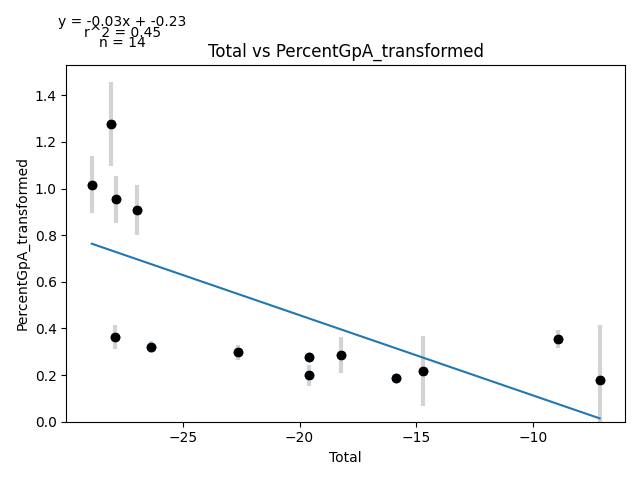 y = -0.03x + -0.23
r^2 = 0.45
n = 14
Total vs PercentGpA_transformed
PercentGpA_transformed
1.4
1.2
1.0
0.8
0.6
0.4
0.2
0.0
−25
−20
−15
−10
Total